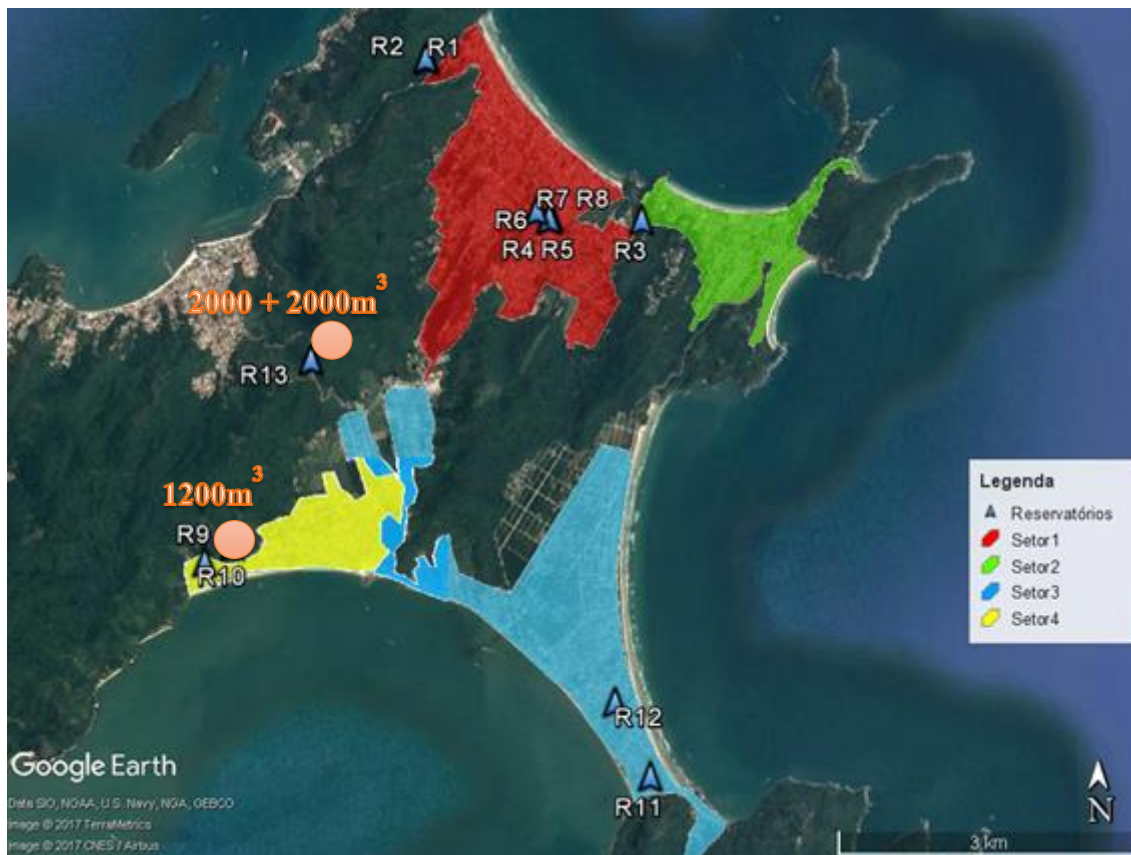 R2 R1
R7 R8
R6
R4 R5
R3
2000 + 2000m³
R13
1200m³
R9
R10
R12
R11
Legenda
Reservatórios
Setor1
Setor2
Setor3
Setor4
Google Earth
Data SIO, NOAA, U.S. Navy, NGA, GEBCO
Image © 2017 TerraMetrics
Image © 2017 CNES / Airbus
N
3 km